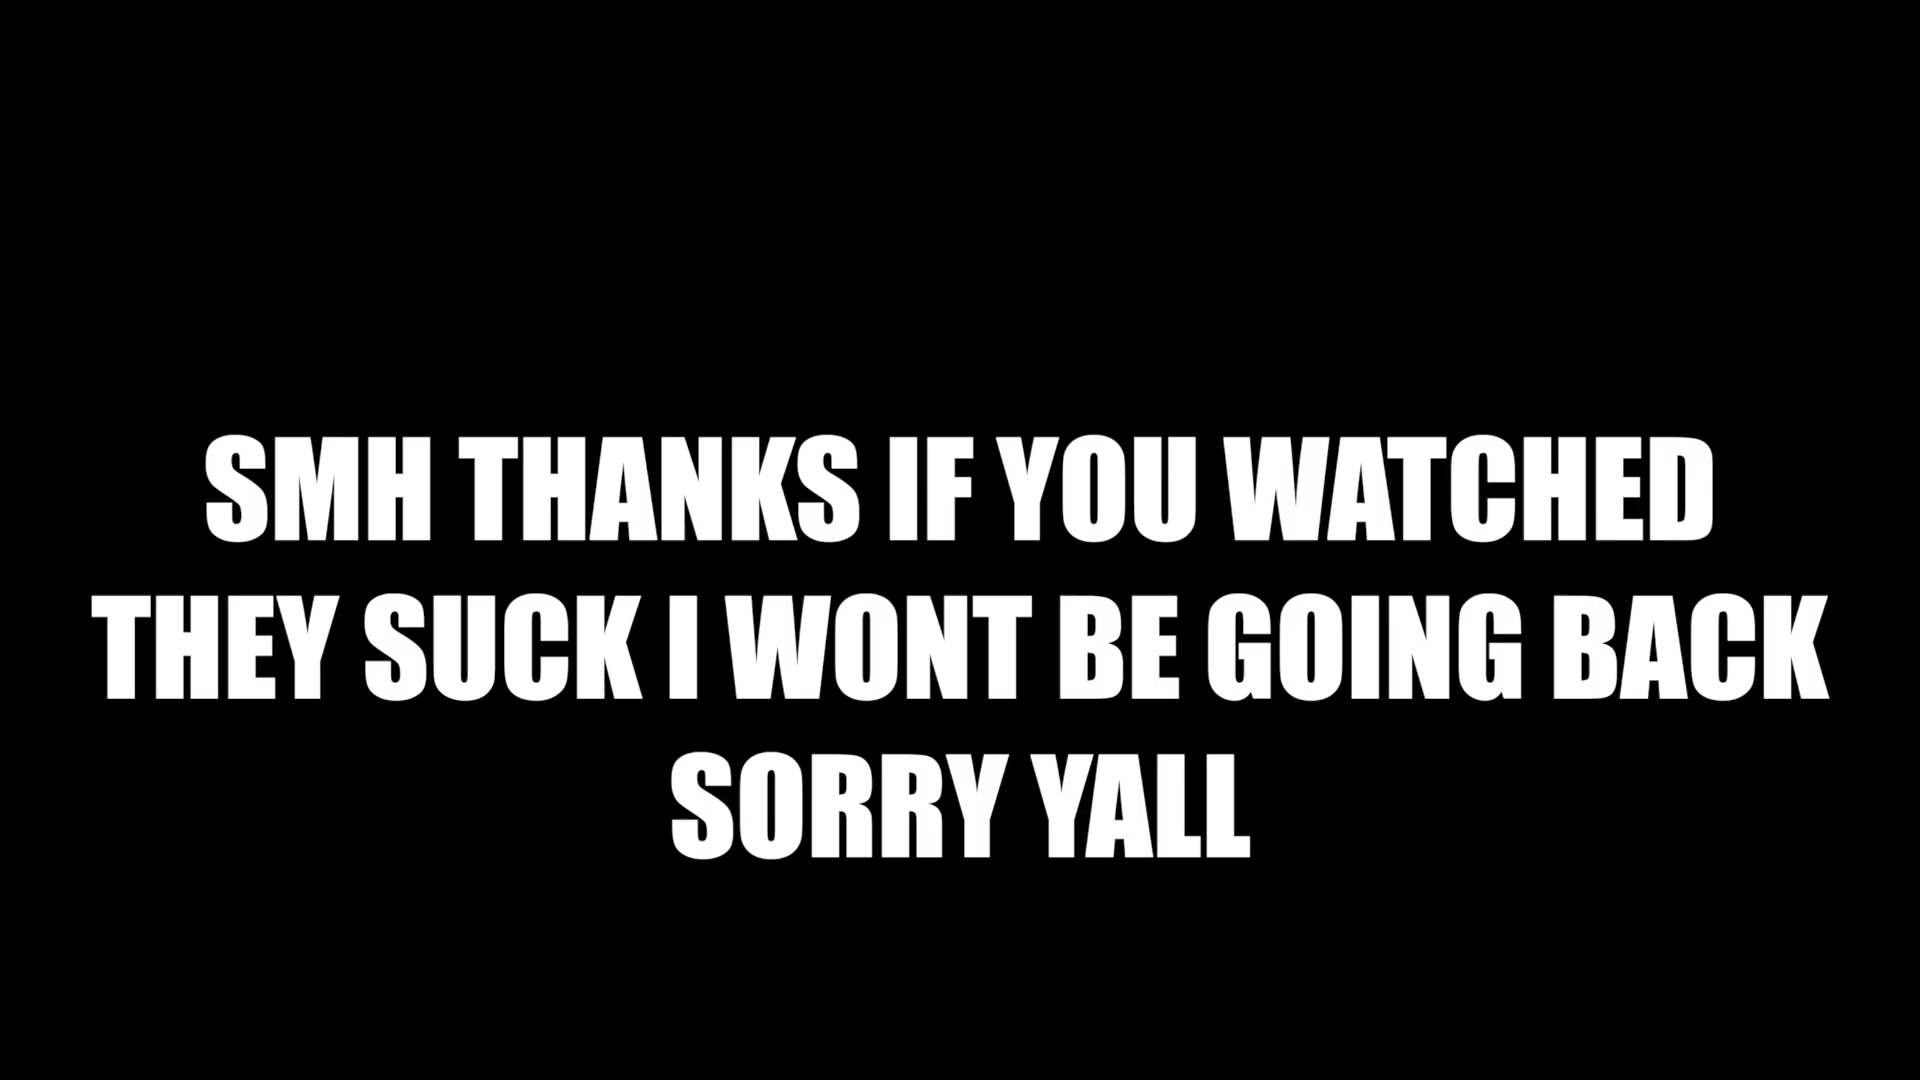 SMH THANKS IF YOU WATCHED
THEY SUCK I WONT BE GOING BACK
SORRY YALL